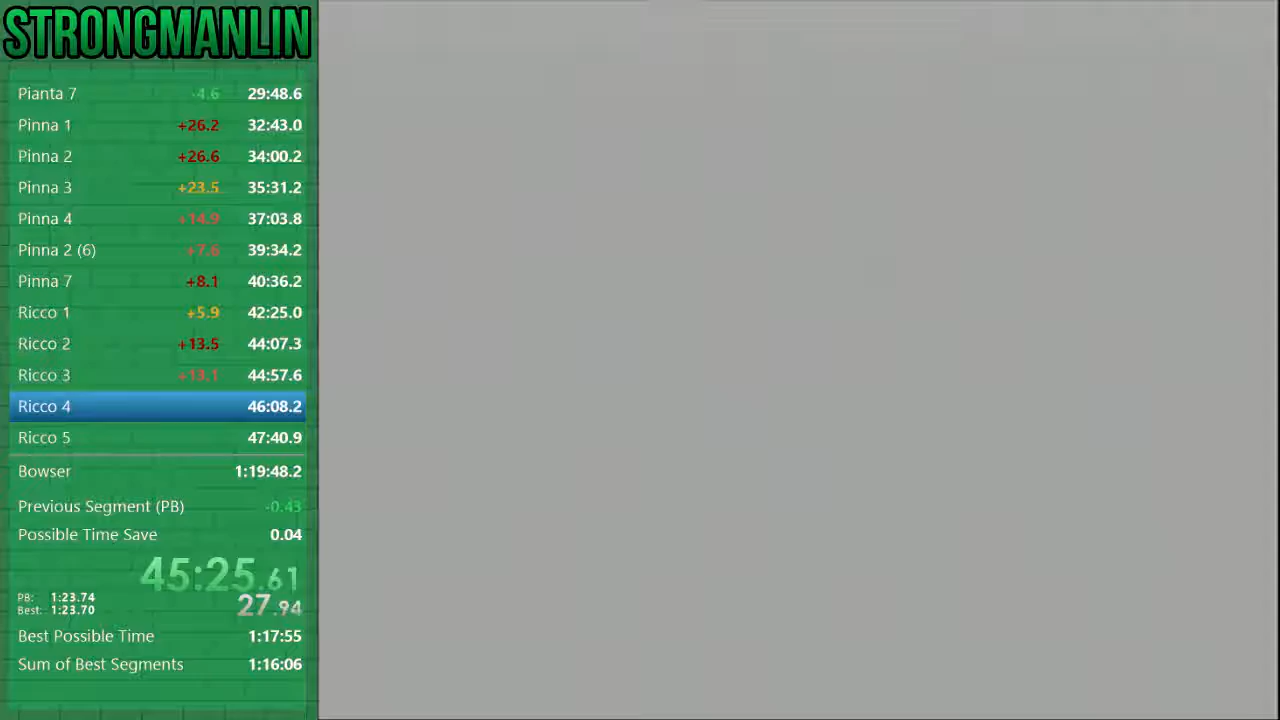 STRONGMANLIN
Pianta 7 -4.6 29:48.6
Pinna 1 +26.2 32:43.0
Pinna 2 +26.6 34:00.2
Pinna 3 +23.5 35:31.2
Pinna 4 +14.9 37:03.8
Pinna 2 (6) +7.6 39:34.2
Pinna 7 +8.1 40:36.2
Ricco 1 +5.9 42:25.0
Ricco 2 +13.5 44:07.3
Ricco 3 +13.1 44:57.6
Ricco 4 46:08.2
Ricco 5 47:40.9
Bowser 1:19:48.2
Previous Segment (PB) -0.43
Possible Time Save 0.04
45:25.61
PB: 1:23.74
Best: 1:23.70
27.94
Best Possible Time 1:17:55
Sum of Best Segments 1:16:06